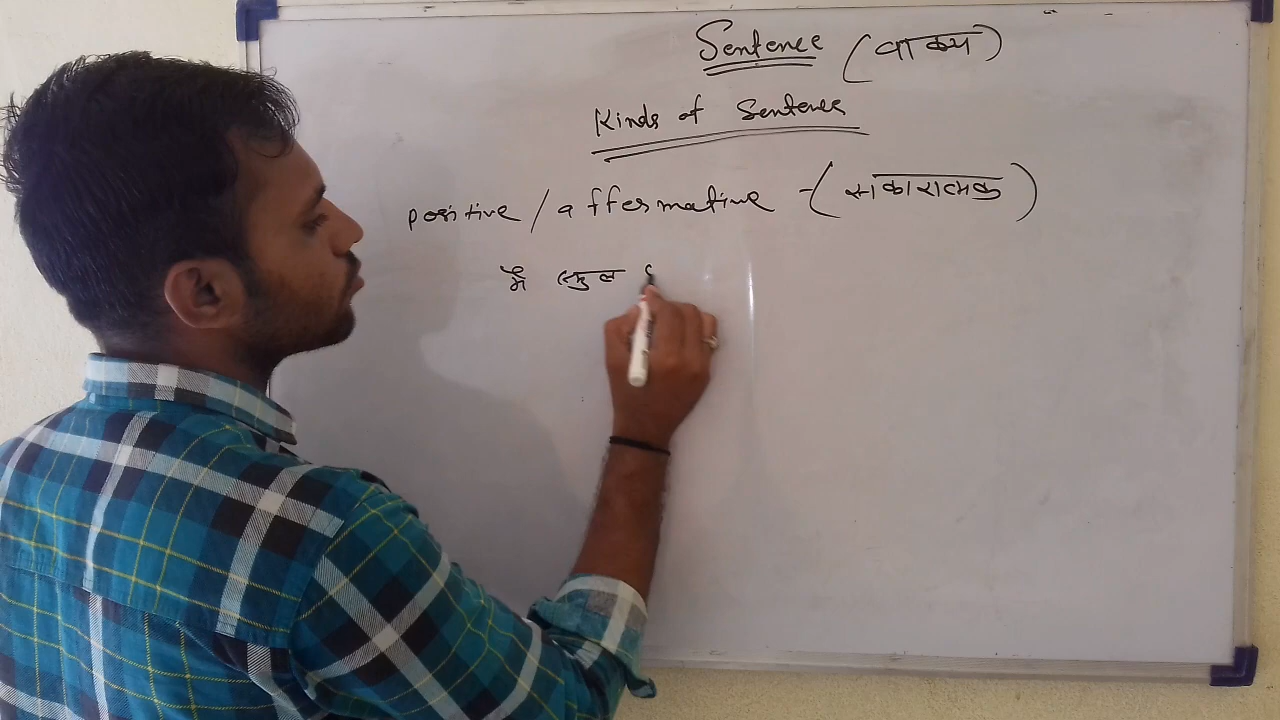 Sentence (वाक्य)
Kinds of Sentence
positive / affermative - (सकारात्मक)
मैं स्कुल